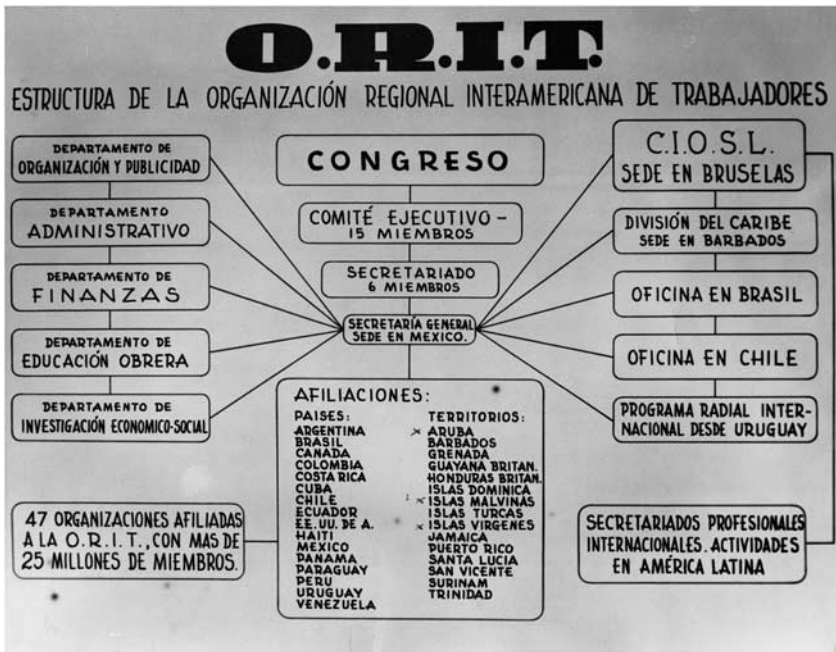 O.R.I.T.
ESTRUCTURA DE LA ORGANIZACIÓN REGIONAL INTERAMERICANA DE TRABAJADORES
DEPARTAMENTO DE
ORGANIZACIÓN Y PUBLICIDAD
DEPARTAMENTO
ADMINISTRATIVO
DEPARTAMENTO DE
FINANZAS
DEPARTAMENTO DE
EDUCACIÓN OBRERA
DEPARTAMENTO DE
INVESTIGACIÓN ECONOMICO-SOCIAL
CONGRESO
COMITÉ EJECUTIVO -
15 MIEMBROS
SECRETARIADO
6 MIEMBROS
SECRETARÍA GENERAL
SEDE EN MEXICO.
C.I.O.S.L.
SEDE EN BRUSELAS
DIVISIÓN DEL CARIBE
SEDE EN BARBADOS
OFICINA EN BRASIL
OFICINA EN CHILE
PROGRAMA RADIAL INTER-
NACIONAL DESDE URUGUAY
AFILIACIONES:
PAISES:
ARGENTINA
BRASIL
CANADA
COLOMBIA
COSTA RICA
CUBA
CHILE
ECUADOR
EE.UU. DE A.
HAITI
MEXICO
PANAMA
PARAGUAY
PERU
URUGUAY
VENEZUELA
TERRITORIOS:
× ARUBA
BARBADOS
GRENADA
GUAYANA BRITAN.
HONDURAS BRITAN.
ISLAS DOMINICA
× ISLAS MALVINAS
ISLAS TURCAS
× ISLAS VIRGENES
JAMAICA
PUERTO RICO
SANTA LUCIA
SAN VICENTE
SURINAM
TRINIDAD
47 ORGANIZACIONES AFILIADAS
A LA O.R.I.T., CON MAS DE
25 MILLONES DE MIEMBROS.
SECRETARIADOS PROFESIONALES
INTERNACIONALES. ACTIVIDADES
EN AMÉRICA LATINA